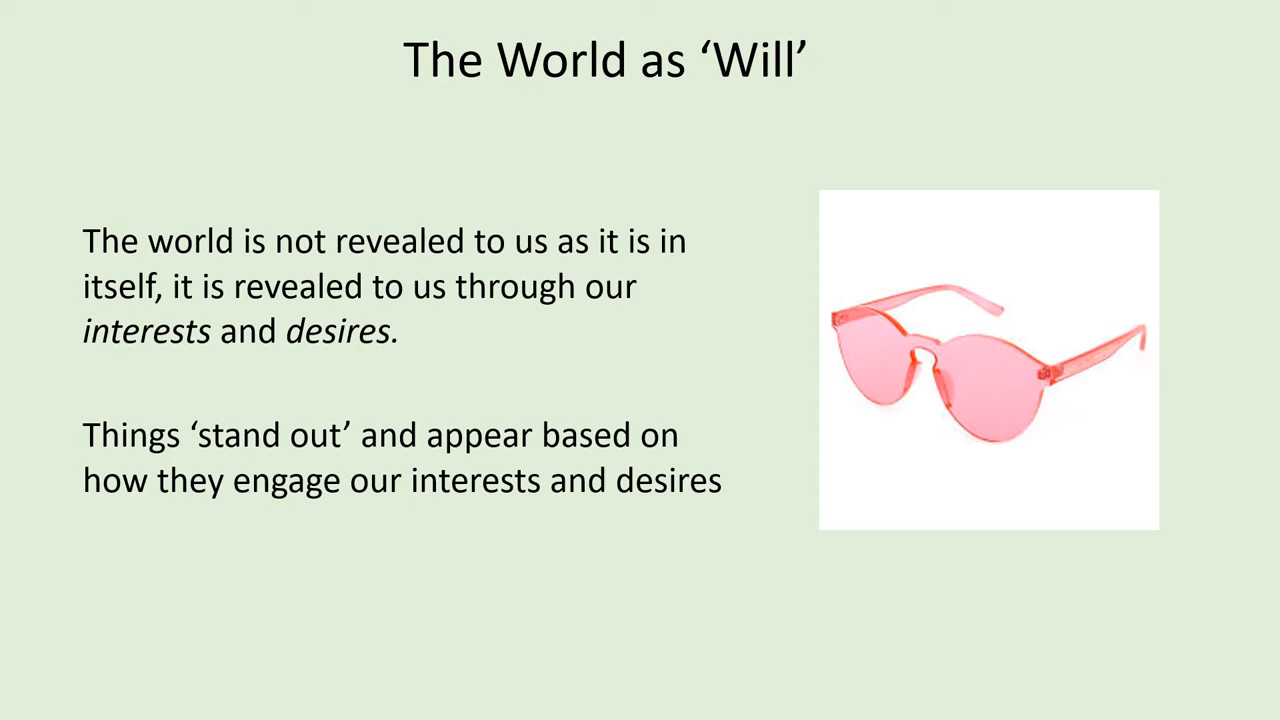 The World as ‘Will’
The world is not revealed to us as it is in
itself, it is revealed to us through our
interests and desires.
Things ‘stand out’ and appear based on
how they engage our interests and desires